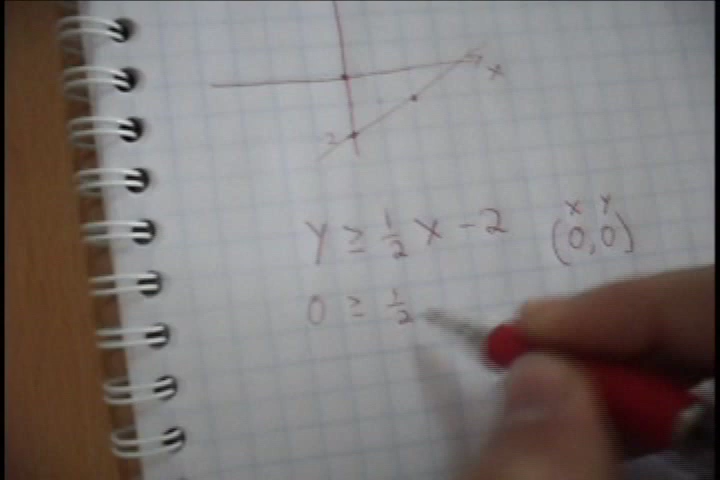 x
2
x y
y ≥ 1/2 x - 2 (0,0)
0 ≥ 1/2